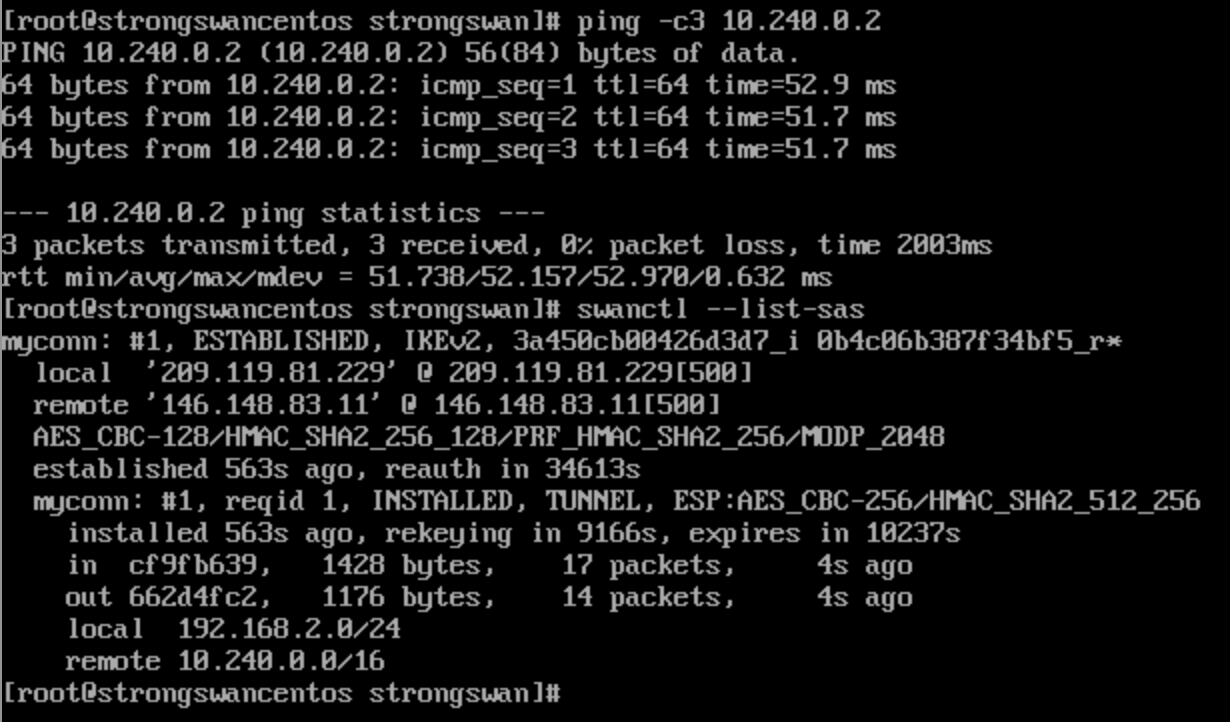 [root@strongswancentos strongswan]# ping -c3 10.240.0.2
PING 10.240.0.2 (10.240.0.2) 56(84) bytes of data.
64 bytes from 10.240.0.2: icmp_seq=1 ttl=64 time=52.9 ms
64 bytes from 10.240.0.2: icmp_seq=2 ttl=64 time=51.7 ms
64 bytes from 10.240.0.2: icmp_seq=3 ttl=64 time=51.7 ms
--- 10.240.0.2 ping statistics ---
3 packets transmitted, 3 received, 0% packet loss, time 2003ms
rtt min/avg/max/mdev = 51.738/52.157/52.970/0.632 ms
[root@strongswancentos strongswan]# swanctl --list-sas
myconn: #1, ESTABLISHED, IKEv2, 3a450cb00426d3d7_i 0b4c06b387f34bf5_r*
  local  '209.119.81.229' @ 209.119.81.229[500]
  remote '146.148.83.11' @ 146.148.83.11[500]
  AES_CBC-128/HMAC_SHA2_256_128/PRF_HMAC_SHA2_256/MODP_2048
  established 563s ago, reauth in 34613s
  myconn: #1, reqid 1, INSTALLED, TUNNEL, ESP:AES_CBC-256/HMAC_SHA2_512_256
    installed 563s ago, rekeying in 9166s, expires in 10237s
    in  cf9fb639,   1428 bytes,    17 packets,     4s ago
    out 662d4fc2,   1176 bytes,    14 packets,     4s ago
    local  192.168.2.0/24
    remote 10.240.0.0/16
[root@strongswancentos strongswan]#